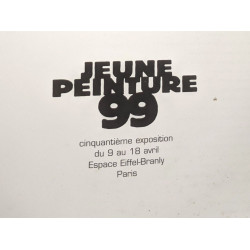 JEUNE
PEINTURE
99
cinquantième exposition
du 9 au 18 avril
Espace Eiffel-Branly
Paris